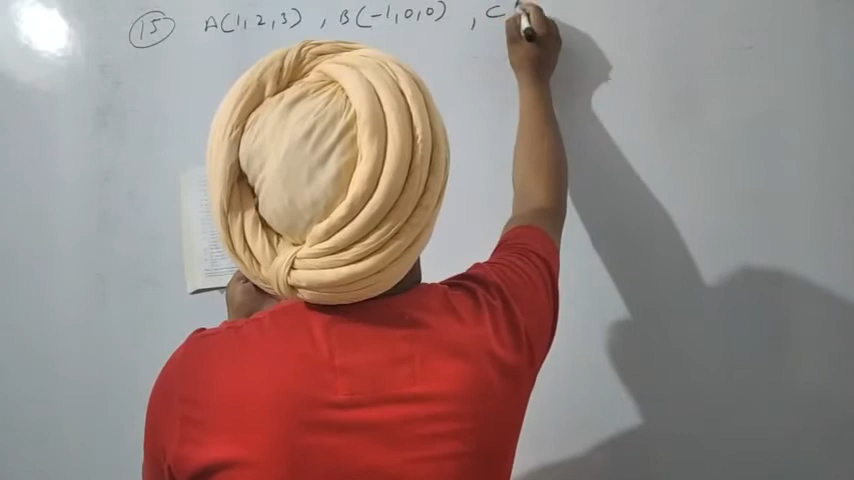 (15) A(1,2,3) , B(-1,0,0) , C